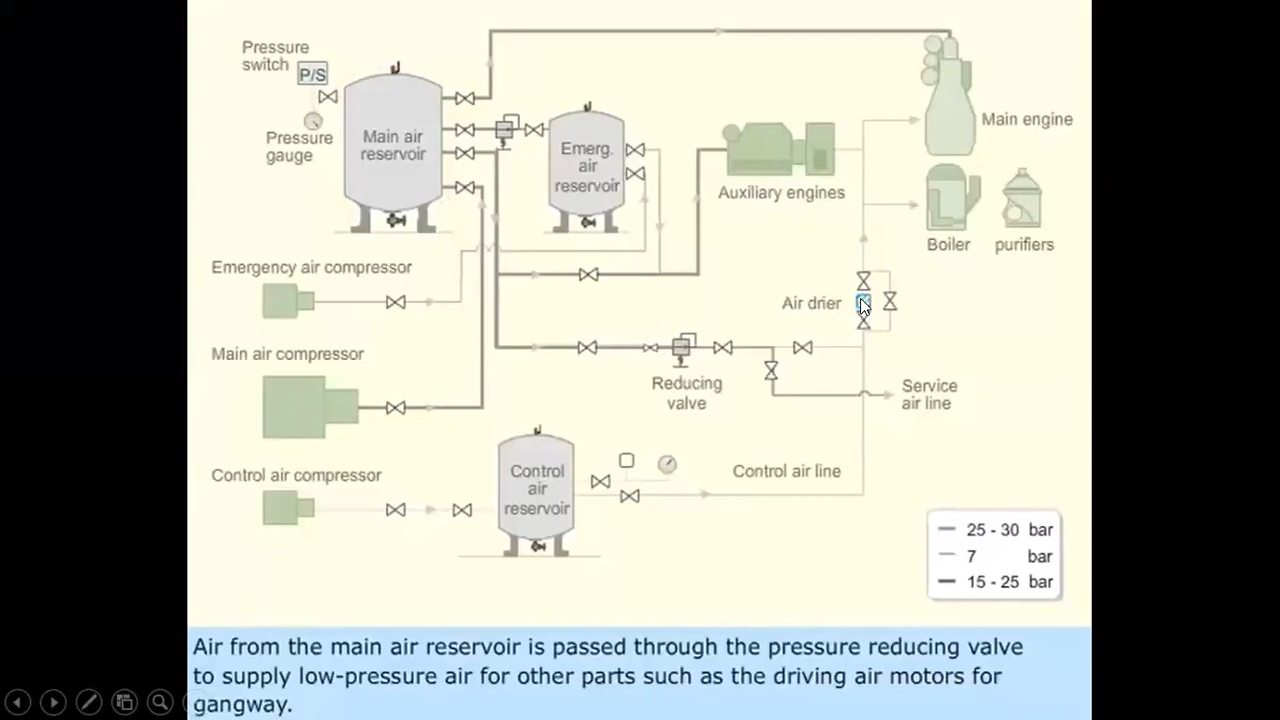 Pressure
switch
P/S
Pressure
gauge
Main air
reservoir
Emerg.
air
reservoir
Main engine
Auxiliary engines
Boiler
purifiers
Emergency air compressor
Air drier
Main air compressor
Reducing
valve
Service
air line
Control air compressor
Control
air
reservoir
Control air line
25 - 30 bar
7 bar
15 - 25 bar
Air from the main air reservoir is passed through the pressure reducing valve
to supply low-pressure air for other parts such as the driving air motors for
gangway.